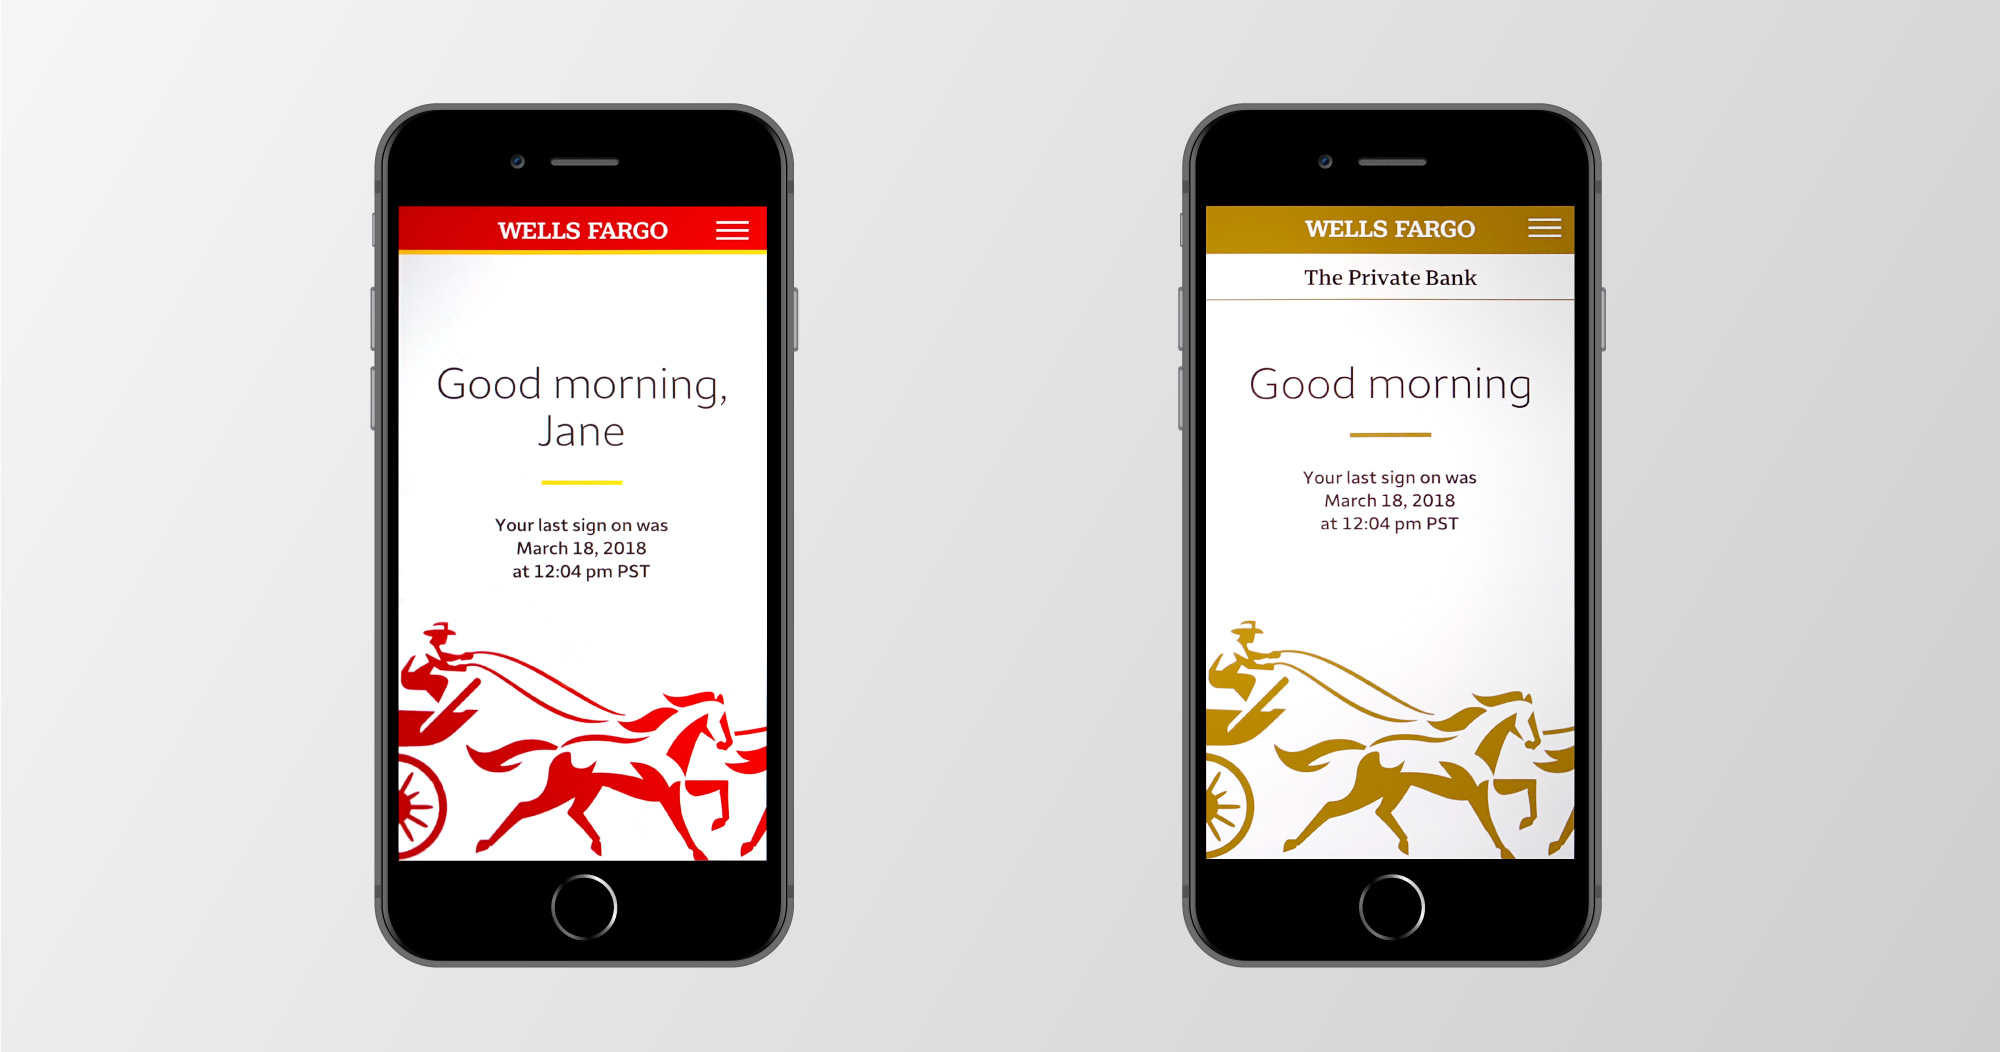 WELLS FARGO
Good morning,
Jane
Your last sign on was
March 18, 2018
at 12:04 pm PST
WELLS FARGO
The Private Bank
Good morning
Your last sign on was
March 18, 2018
at 12:04 pm PST